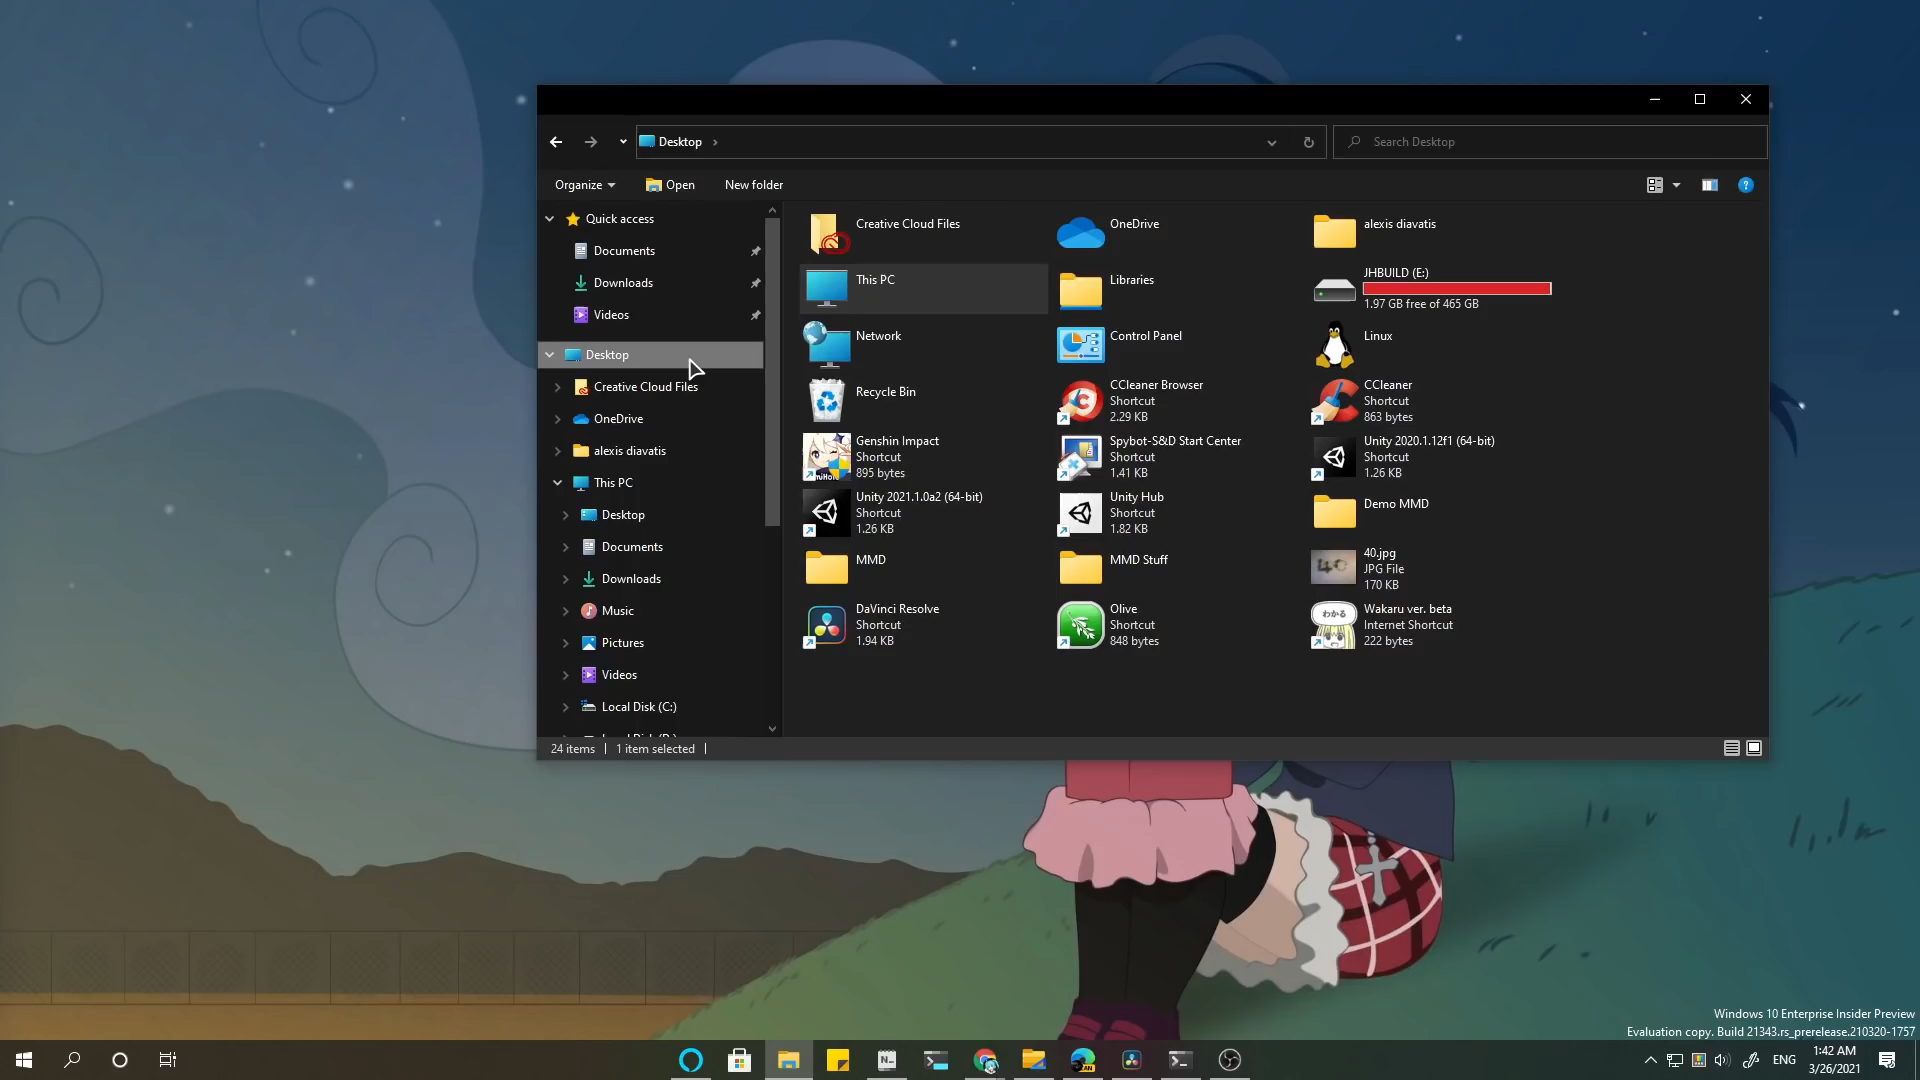 Desktop
Search Desktop
Organize
Open
New folder
Quick access
Documents
Downloads
Videos
Desktop
Creative Cloud Files
OneDrive
alexis diavatis
This PC
Desktop
Documents
Downloads
Music
Pictures
Videos
Local Disk (C:)
Creative Cloud Files
OneDrive
alexis diavatis
This PC
Libraries
JHBUILD (E:)
1.97 GB free of 465 GB
Network
Control Panel
Linux
Recycle Bin
CCleaner Browser
Shortcut
2.29 KB
CCleaner
Shortcut
863 bytes
Genshin Impact
Shortcut
895 bytes
Spybot-S&D Start Center
Shortcut
1.41 KB
Unity 2020.1.12f1 (64-bit)
Shortcut
1.26 KB
Unity 2021.1.0a2 (64-bit)
Shortcut
1.26 KB
Unity Hub
Shortcut
1.82 KB
Demo MMD
MMD
MMD Stuff
40.jpg
JPG File
170 KB
DaVinci Resolve
Shortcut
1.94 KB
Olive
Shortcut
848 bytes
わかる
Wakaru ver. beta
Internet Shortcut
222 bytes
24 items
1 item selected
Windows 10 Enterprise Insider Preview
Evaluation copy. Build 21343.rs_prerelease.210320-1757
ENG
1:42 AM
3/26/2021